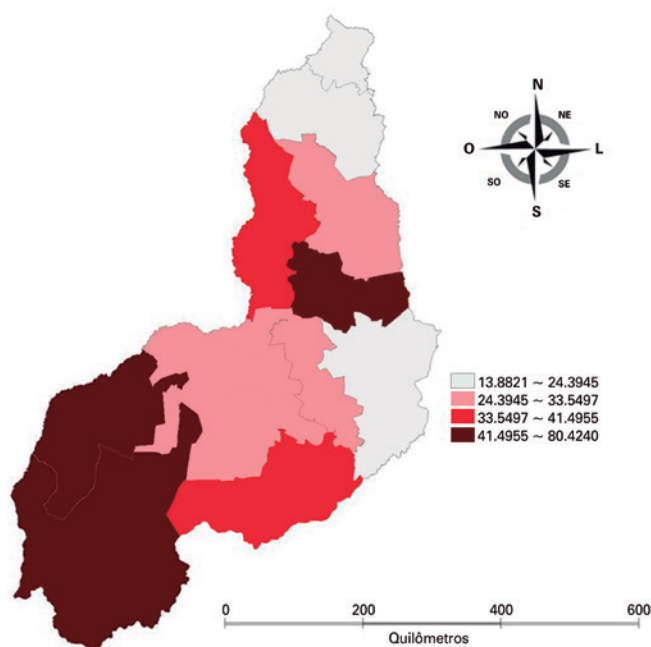 N
NO NE
O L
SO SE
S
13.8821 ~ 24.3945
24.3945 ~ 33.5497
33.5497 ~ 41.4955
41.4955 ~ 80.4240
0 200 400 600
Quilômetros